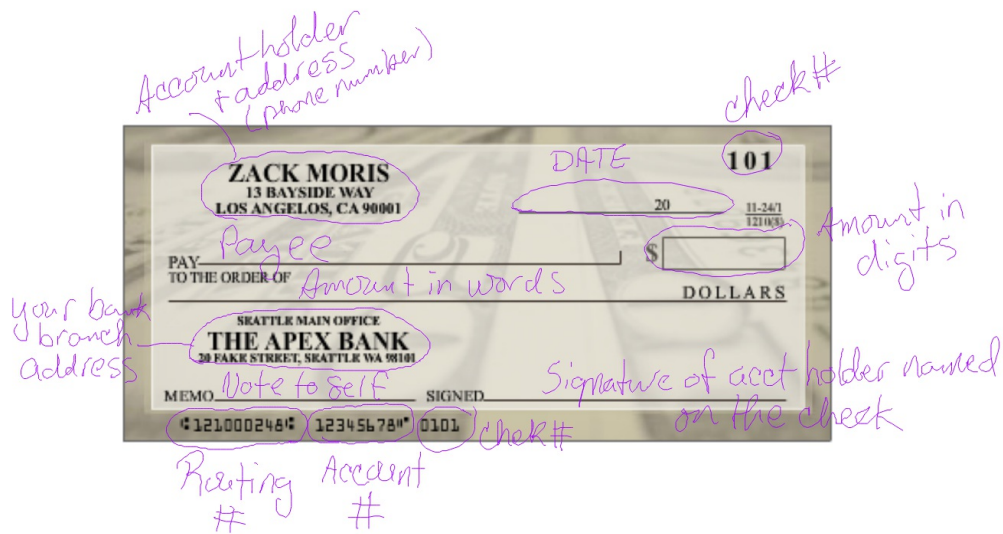 Account holder
+ address
(phone number)
check #
ZACK MORIS
13 BAYSIDE WAY
LOS ANGELOS, CA 90001
DATE
101
20
11-24/1
1210(8)
Amount in
digits
Payee
$
PAY
TO THE ORDER OF
Amount in words
DOLLARS
your bank
branch
address
SEATTLE MAIN OFFICE
THE APEX BANK
20 FAKE STREET, SEATTLE WA 98101
MEMO
Note to self
SIGNED
Signature of acct holder named
on the check
⑆121000248⑆ 12345678⑈ 0101
Chek #
Routing
#
Account
#